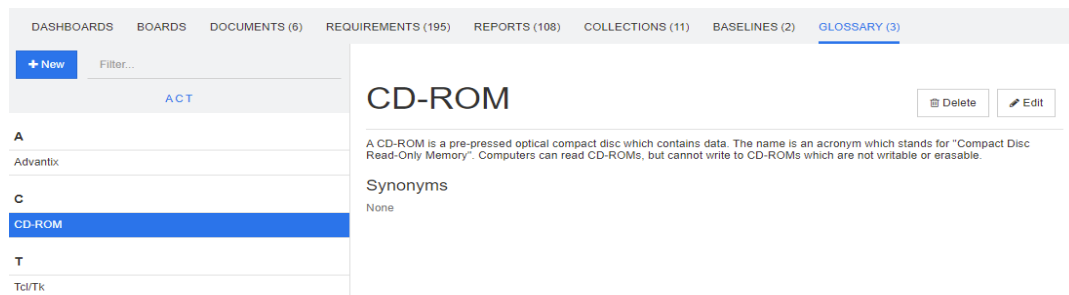 DASHBOARDS BOARDS DOCUMENTS (6) REQUIREMENTS (195) REPORTS (108) COLLECTIONS (11) BASELINES (2) GLOSSARY (3)
+ New Filter...
A C T
A
Advantix
C
CD-ROM
T
Tcl/Tk
CD-ROM
Delete Edit
A CD-ROM is a pre-pressed optical compact disc which contains data. The name is an acronym which stands for "Compact Disc
Read-Only Memory". Computers can read CD-ROMs, but cannot write to CD-ROMs which are not writable or erasable.
Synonyms
None